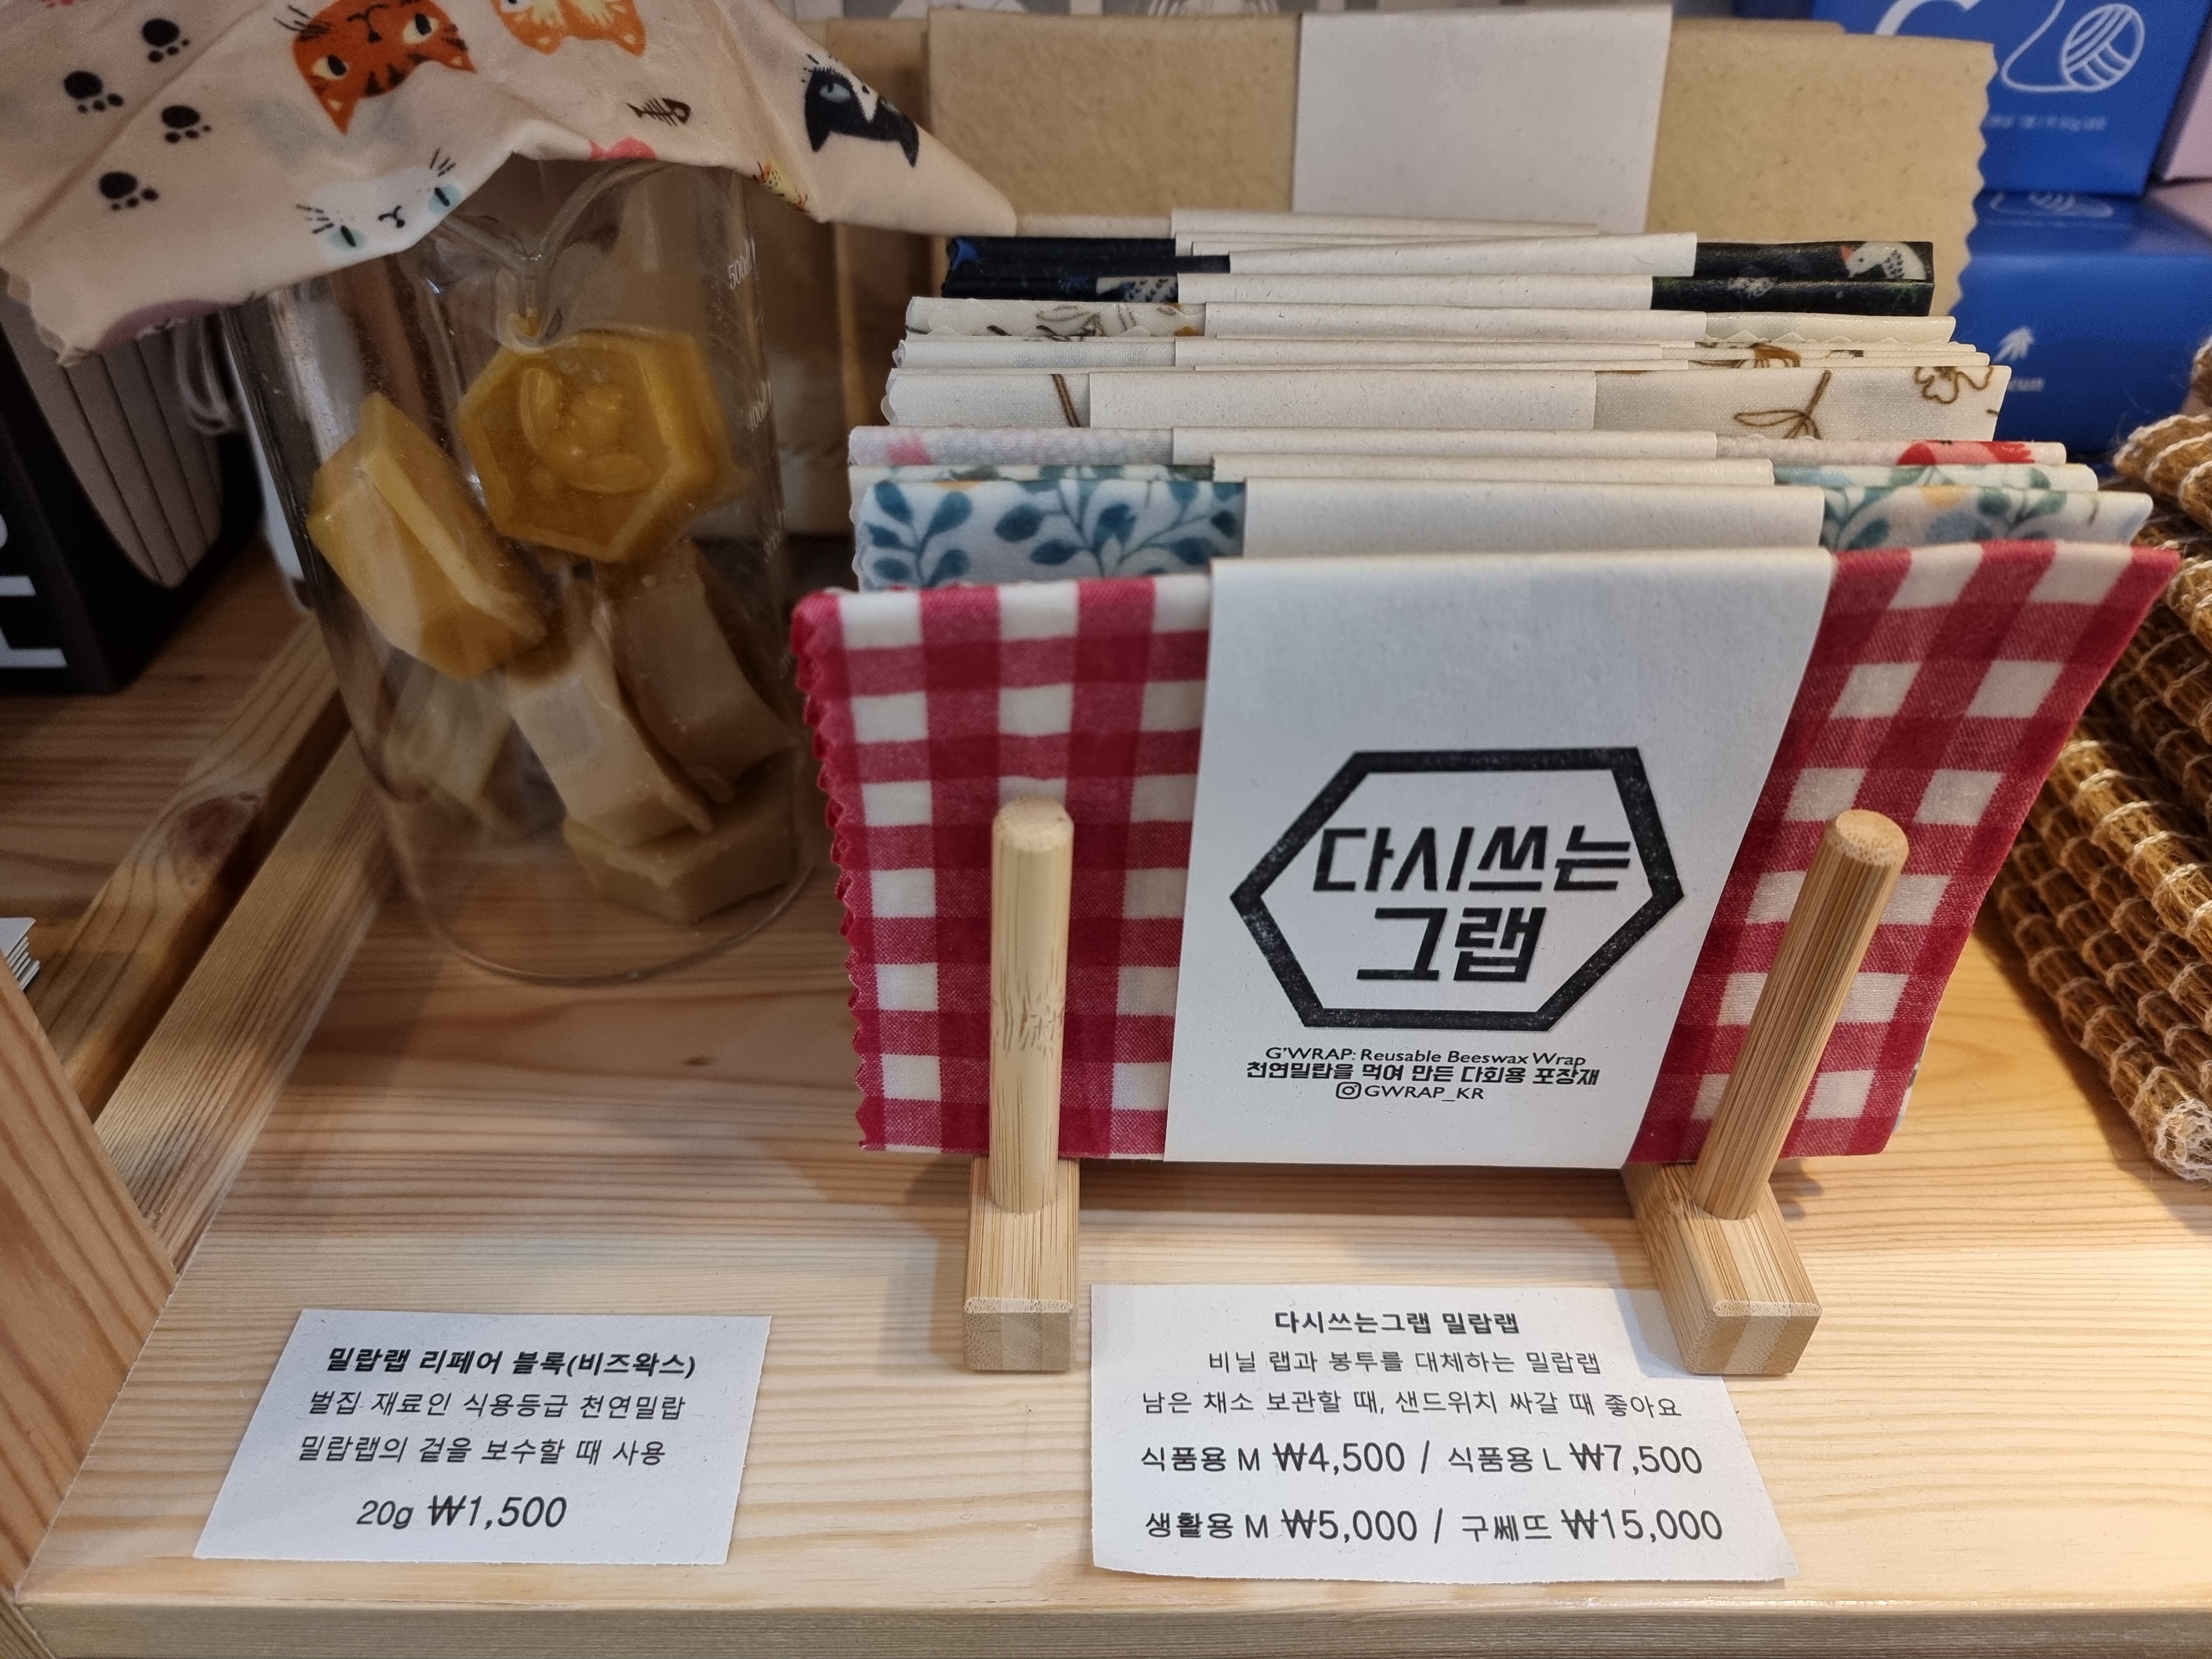 500
다시쓰는
그랩
G'WRAP: Reusable Beeswax Wrap
천연밀랍을 먹여 만든 다회용 포장재
GWRAP_KR
밀랍랩 리페어 블록(비즈왁스)
벌집 재료인 식용등급 천연밀랍
밀랍랩의 겉을 보수할 때 사용
20g ₩1,500
다시쓰는그랩 밀랍랩
비닐 랩과 봉투를 대체하는 밀랍랩
남은 채소 보관할 때, 샌드위치 싸갈 때 좋아요
식품용 M ₩4,500 / 식품용 L ₩7,500
생활용 M ₩5,000 / 구쎄뜨 ₩15,000